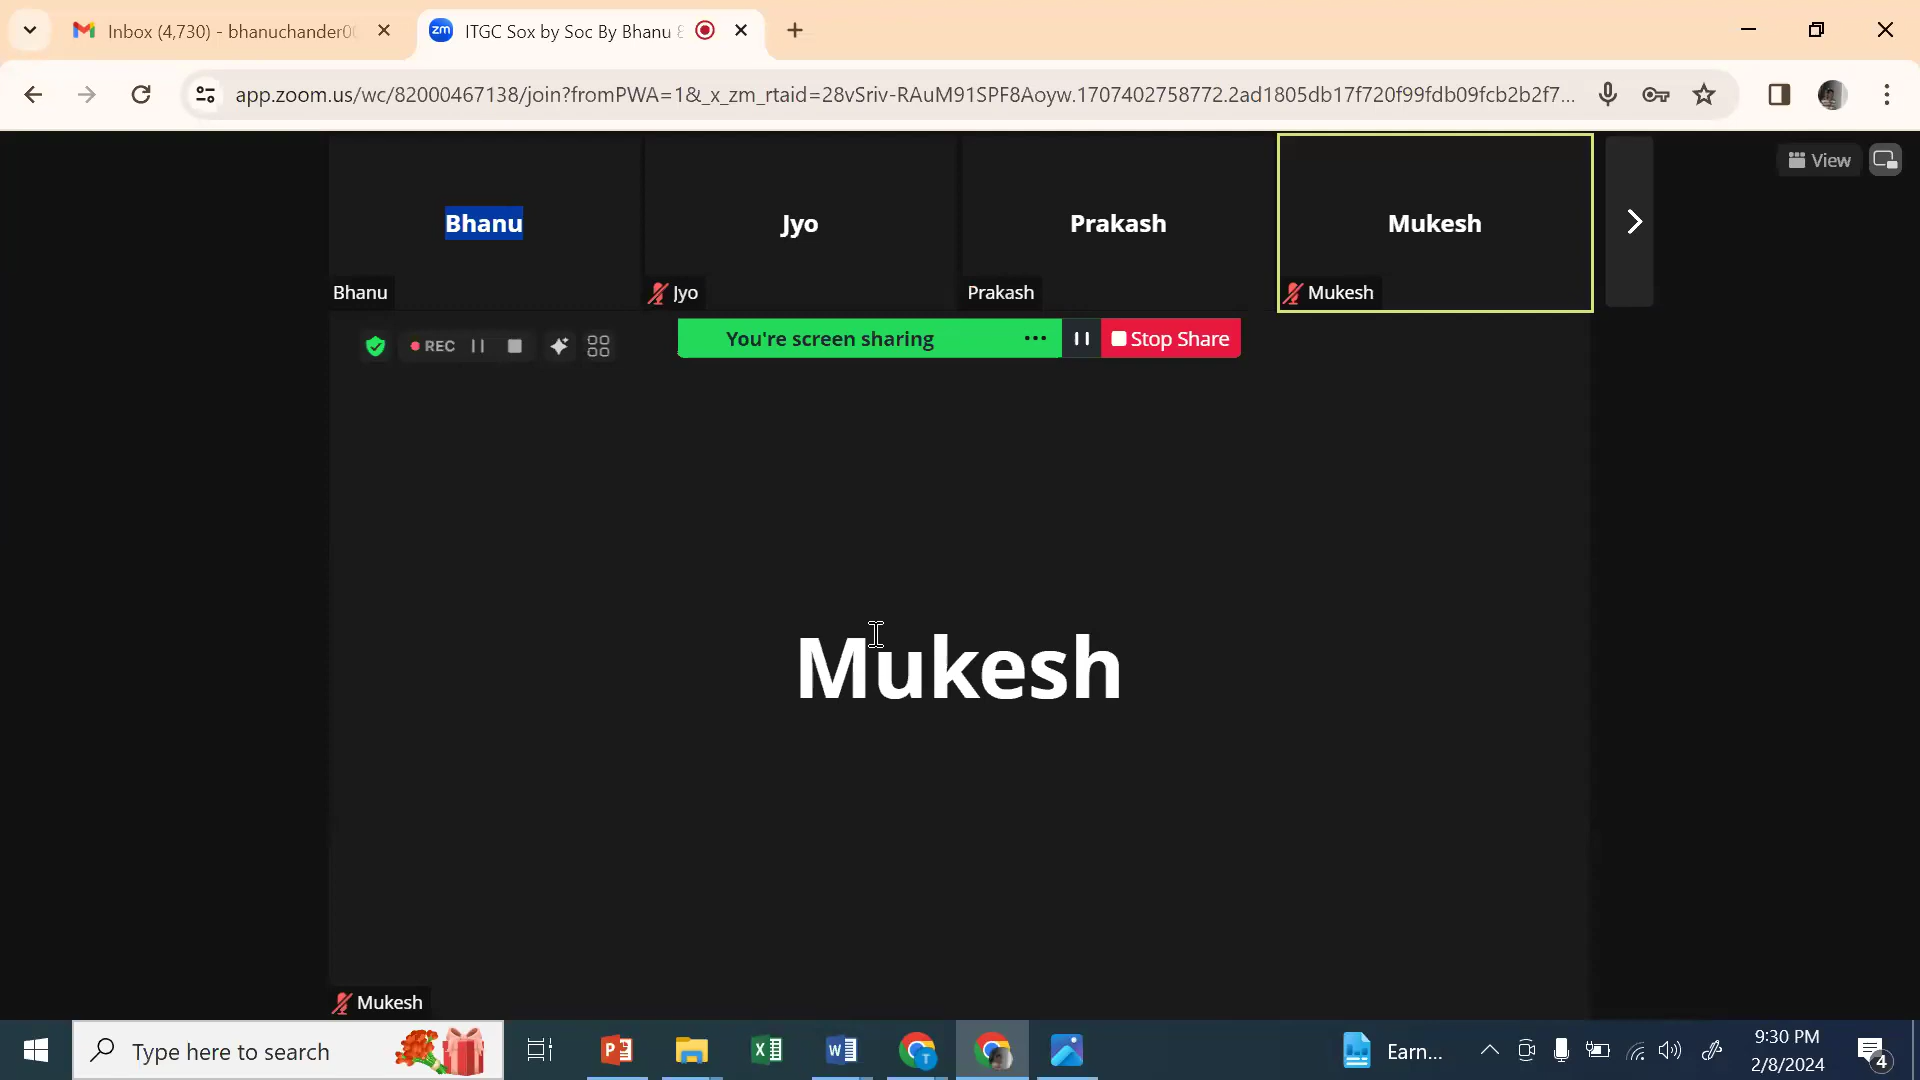 Inbox (4,730) - bhanuchander0
zm ITGC Sox by Soc By Bhanu 8
app.zoom.us/wc/82000467138/join?fromPWA=1&_x_zm_rtaid=28vSriv-RAuM91SPF8Aoyw.1707402758772.2ad1805db17f720f99fdb09fcb2b2f7...
View
Bhanu
Jyo
Prakash
Mukesh
Bhanu
Jyo
Prakash
Mukesh
REC
You're screen sharing
Stop Share
Mukesh
Mukesh
Type here to search
Earn...
9:30 PM
2/8/2024
4